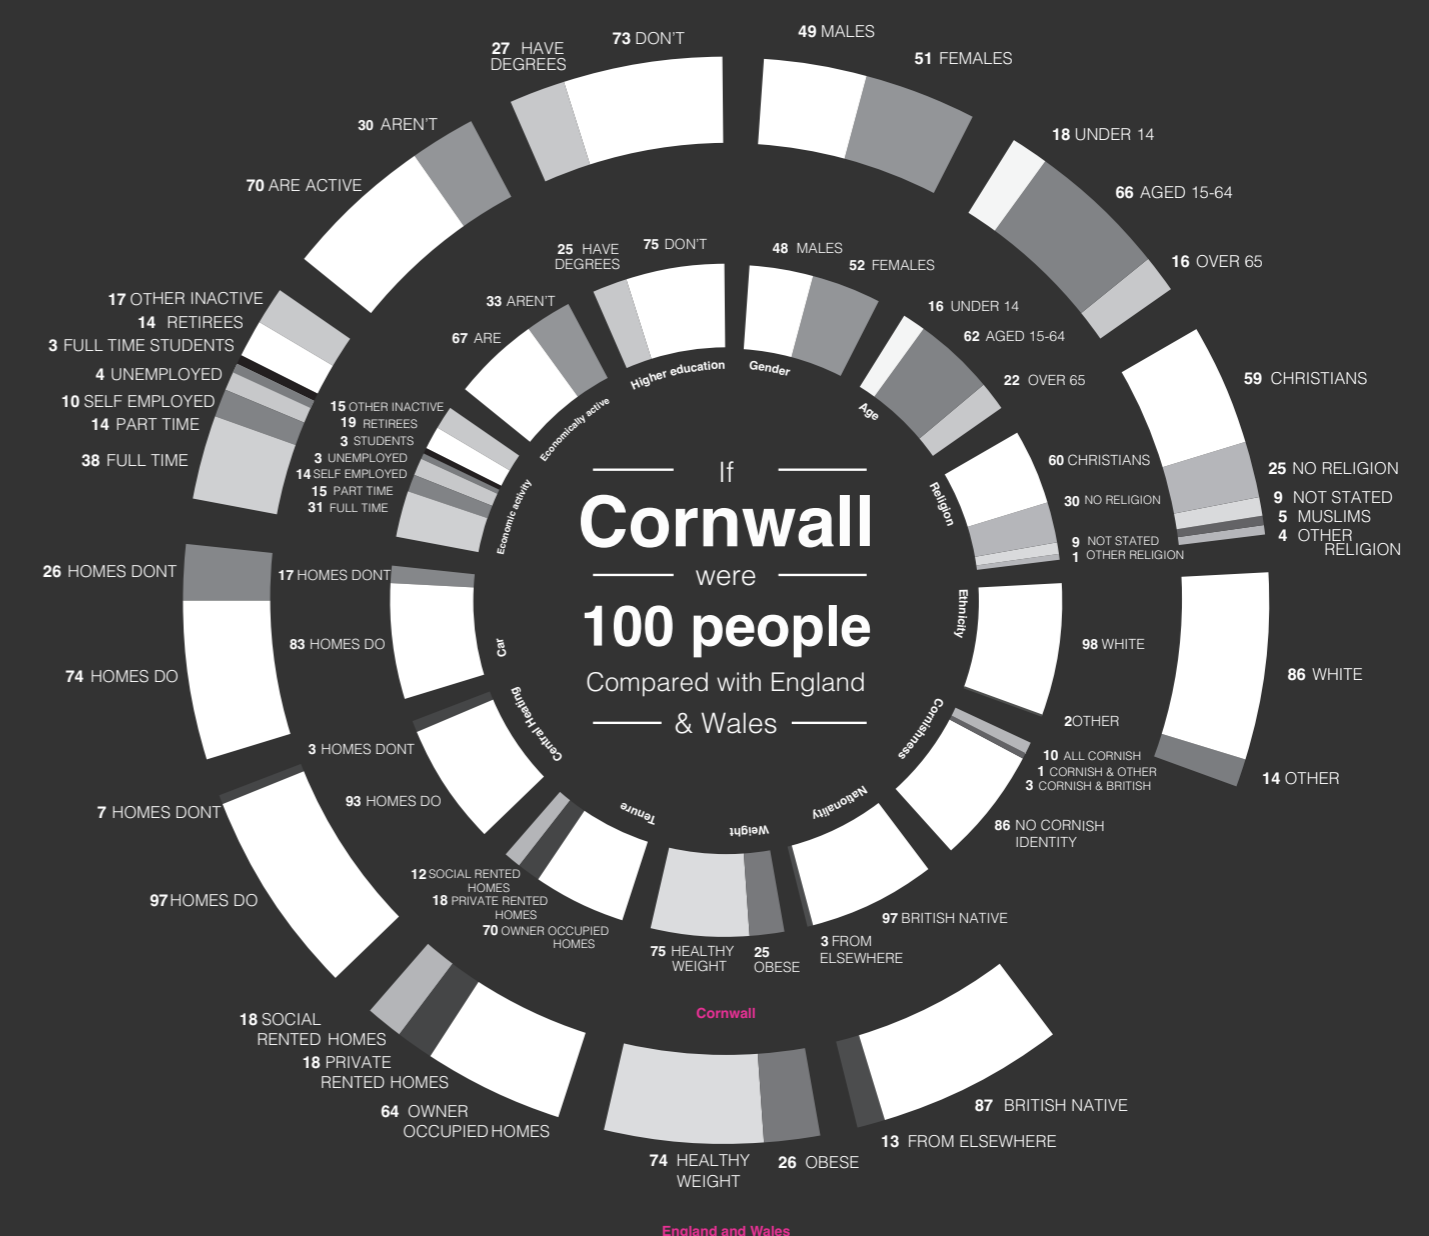 If
Cornwall
were
100 people
Compared with England
& Wales
73 DON'T
27 HAVE
DEGREES
49 MALES
51 FEMALES
18 UNDER 14
66 AGED 15-64
16 OVER 65
59 CHRISTIANS
25 NO RELIGION
9 NOT STATED
5 MUSLIMS
4 OTHER
RELIGION
86 WHITE
14 OTHER
87 BRITISH NATIVE
13 FROM ELSEWHERE
26 OBESE
74 HEALTHY
WEIGHT
64 OWNER
OCCUPIED HOMES
18 PRIVATE
RENTED HOMES
18 SOCIAL
RENTED HOMES
97 HOMES DO
7 HOMES DONT
74 HOMES DO
26 HOMES DONT
38 FULL TIME
14 PART TIME
10 SELF EMPLOYED
4 UNEMPLOYED
3 FULL TIME STUDENTS
14 RETIREES
17 OTHER INACTIVE
70 ARE ACTIVE
30 AREN'T
25 HAVE
DEGREES
75 DON'T
48 MALES
52 FEMALES
16 UNDER 14
62 AGED 15-64
22 OVER 65
60 CHRISTIANS
30 NO RELIGION
9 NOT STATED
1 OTHER RELIGION
98 WHITE
2OTHER
10 ALL CORNISH
1 CORNISH & OTHER
3 CORNISH & BRITISH
86 NO CORNISH
IDENTITY
97 BRITISH NATIVE
3 FROM
ELSEWHERE
25
OBESE
75 HEALTHY
WEIGHT
70 OWNER OCCUPIED
HOMES
18 PRIVATE RENTED
HOMES
12 SOCIAL RENTED
HOMES
93 HOMES DO
3 HOMES DONT
83 HOMES DO
17 HOMES DONT
31 FULL TIME
15 PART TIME
14 SELF EMPLOYED
3 UNEMPLOYED
3 STUDENTS
19 RETIREES
15 OTHER INACTIVE
67 ARE
33 AREN'T
Higher education
Gender
Age
Religion
Ethnicity
Cornishness
Nationality
Weight
Tenure
Central Heating
Car
Economic activity
Economically active
Cornwall
England and Wales